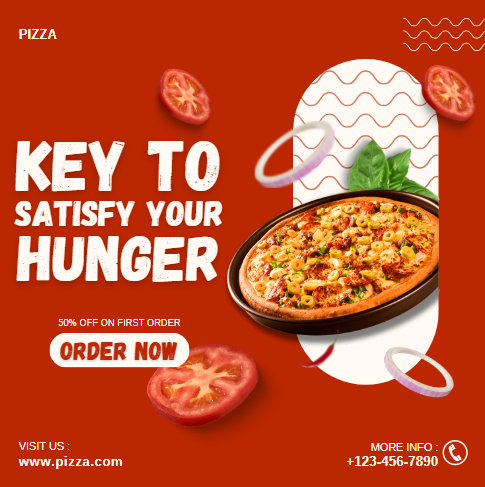 PIZZA
KEY TO
SATISFY YOUR
HUNGER
50% OFF ON FIRST ORDER
ORDER NOW
VISIT US :
www.pizza.com
MORE INFO :
+123-456-7890